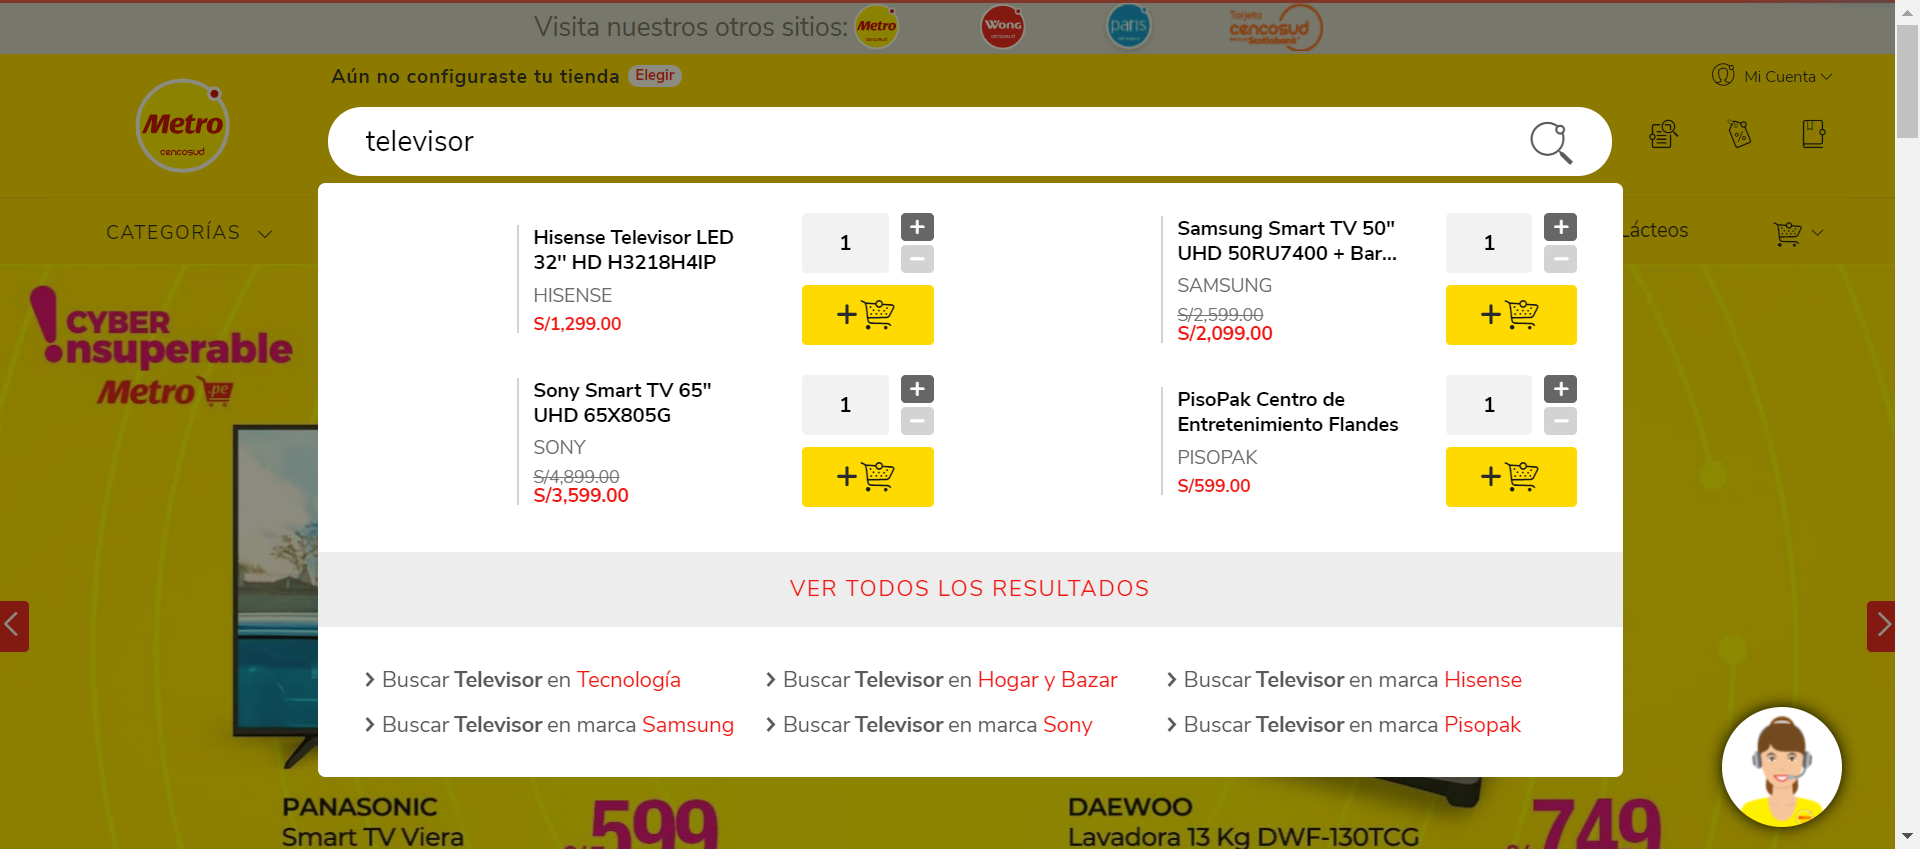 Visita nuestros otros sitios:
Metro
cencosud
Wong
cencosud
paris
Tarjeta
cencosud
Scotiabank
Aún no configuraste tu tienda Elegir
Mi Cuenta
Metro
cencosud
televisor
CATEGORÍAS
Lácteos
Hisense Televisor LED
32" HD H3218H4IP
HISENSE
S/1,299.00
1
+
−
+
Samsung Smart TV 50"
UHD 50RU7400 + Bar...
SAMSUNG
S/2,599.00
S/2,099.00
1
+
−
+
Sony Smart TV 65"
UHD 65X805G
SONY
S/4,899.00
S/3,599.00
1
+
−
+
PisoPak Centro de
Entretenimiento Flandes
PISOPAK
S/599.00
1
+
−
+
VER TODOS LOS RESULTADOS
Buscar Televisor en Tecnología
Buscar Televisor en Hogar y Bazar
Buscar Televisor en marca Hisense
Buscar Televisor en marca Samsung
Buscar Televisor en marca Sony
Buscar Televisor en marca Pisopak
CYBER
!nsuperable
Metro .pe
PANASONIC
Smart TV Viera
S/ 599
DAEWOO
Lavadora 13 Kg DWF-130TCG
S/ 749